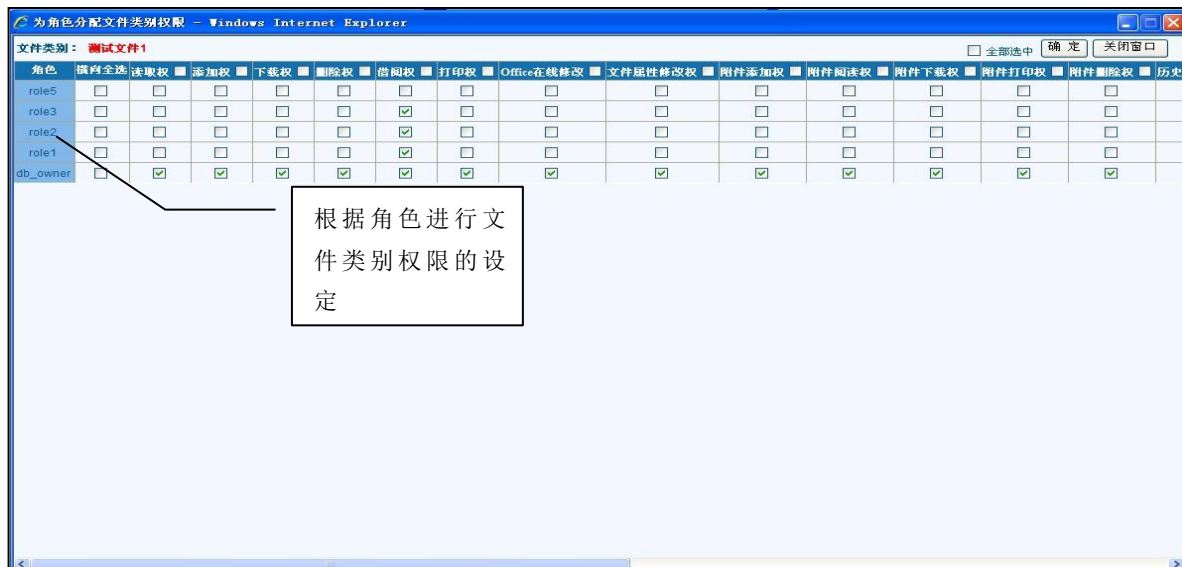 为角色分配文件类别权限 - Windows Internet Explorer
文件类别： 测试文件1 全部选中 确 定 关闭窗口
角色 横向全选 读取权 添加权 下载权 删除权 借阅权 打印权 Office在线修改 文件属性修改权 附件添加权 附件阅读权 附件下载权 附件打印权 附件删除权 历史
role5
role3
role2
role1
db_owner
根据角色进行文
件类别权限的设
定